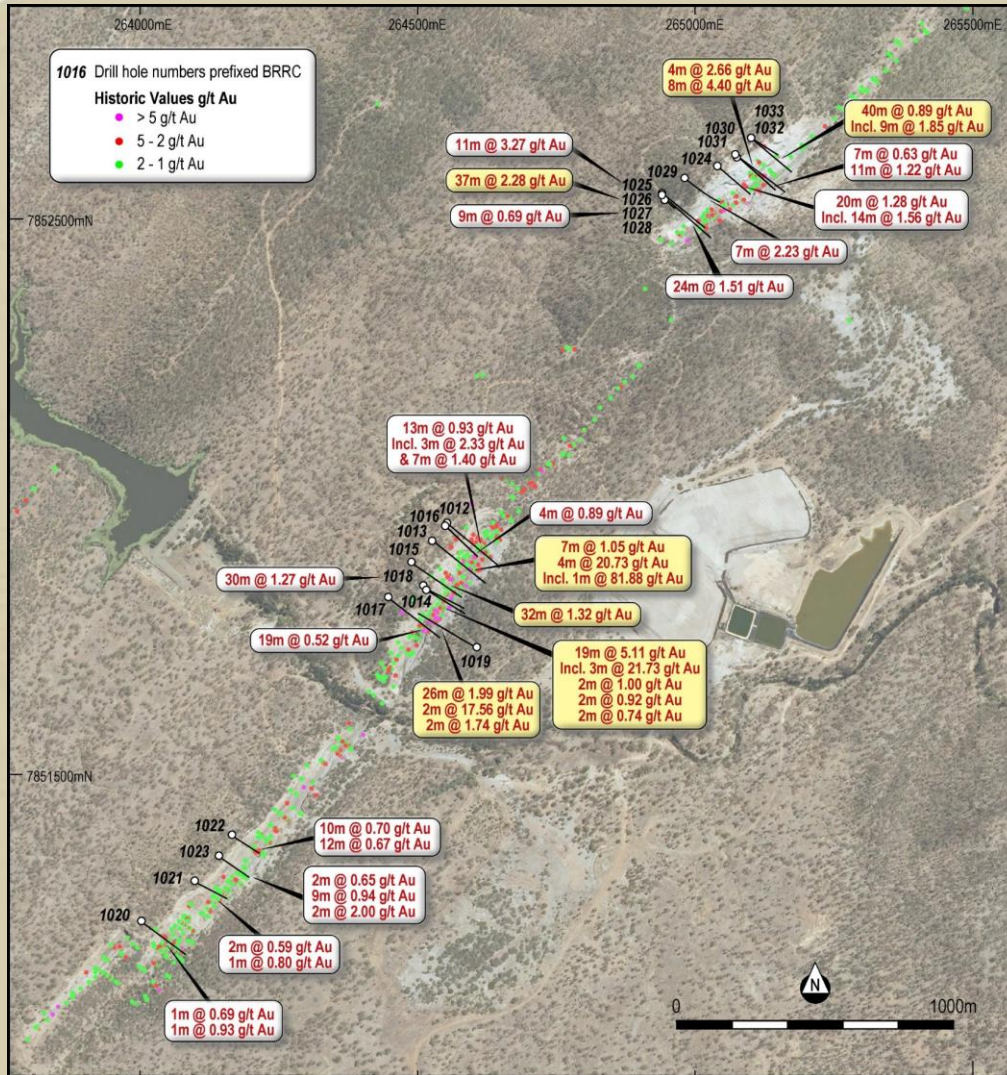 264000mE
264500mE
265000mE
265500mE
1016 Drill hole numbers prefixed BRRC
Historic Values g/t Au
> 5 g/t Au
5 - 2 g/t Au
2 - 1 g/t Au
4m @ 2.66 g/t Au
8m @ 4.40 g/t Au
1033
1032
1030
1031
1024
1029
40m @ 0.89 g/t Au
Incl. 9m @ 1.85 g/t Au
11m @ 3.27 g/t Au
37m @ 2.28 g/t Au
9m @ 0.69 g/t Au
1025
1026
1027
1028
7m @ 0.63 g/t Au
11m @ 1.22 g/t Au
20m @ 1.28 g/t Au
Incl. 14m @ 1.56 g/t Au
7852500mN
7m @ 2.23 g/t Au
24m @ 1.51 g/t Au
13m @ 0.93 g/t Au
Incl. 3m @ 2.33 g/t Au
& 7m @ 1.40 g/t Au
1012
1016
1013
1015
1018
1014
1017
4m @ 0.89 g/t Au
7m @ 1.05 g/t Au
4m @ 20.73 g/t Au
Incl. 1m @ 81.88 g/t Au
30m @ 1.27 g/t Au
32m @ 1.32 g/t Au
19m @ 0.52 g/t Au
1019
19m @ 5.11 g/t Au
Incl. 3m @ 21.73 g/t Au
2m @ 1.00 g/t Au
2m @ 0.92 g/t Au
2m @ 0.74 g/t Au
26m @ 1.99 g/t Au
2m @ 17.56 g/t Au
2m @ 1.74 g/t Au
7851500mN
1022
1023
1021
1020
10m @ 0.70 g/t Au
12m @ 0.67 g/t Au
2m @ 0.65 g/t Au
9m @ 0.94 g/t Au
2m @ 2.00 g/t Au
2m @ 0.59 g/t Au
1m @ 0.80 g/t Au
1m @ 0.69 g/t Au
1m @ 0.93 g/t Au
N
0
1000m